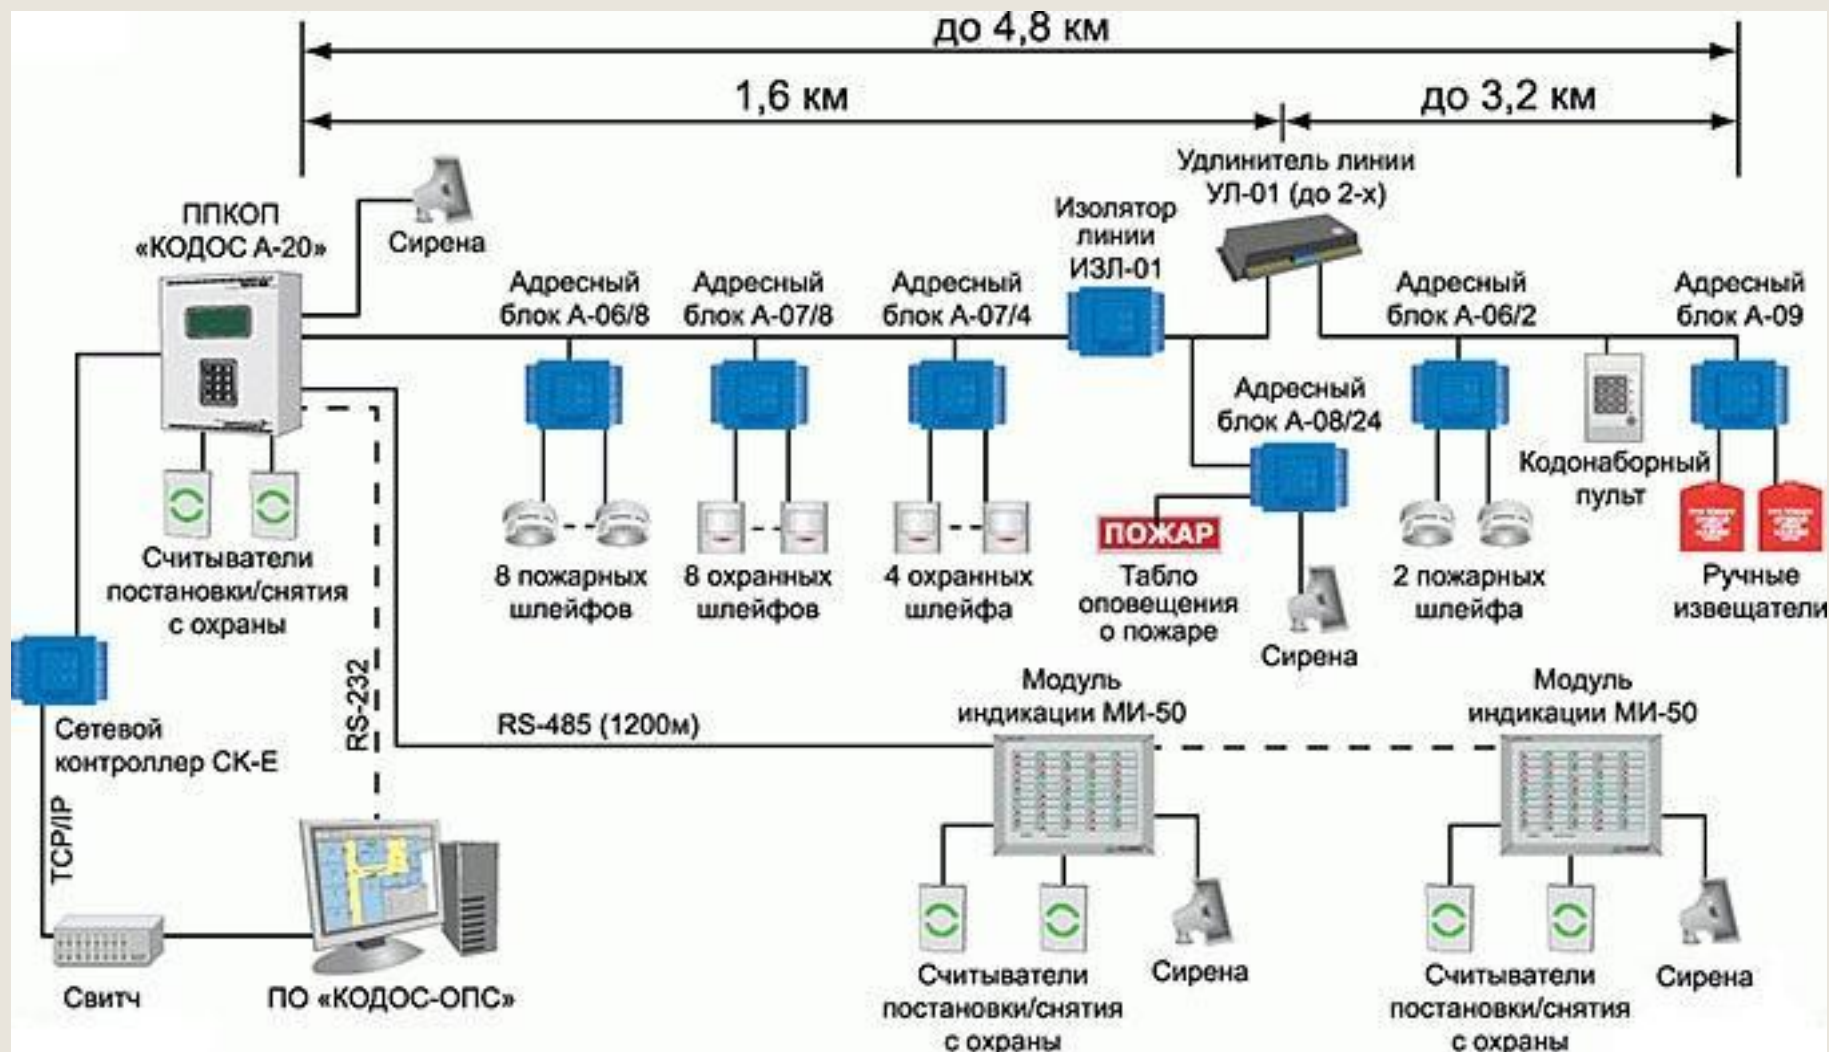 до 4,8 км
1,6 км
до 3,2 км
Удлинитель линии
УЛ-01 (до 2-х)
Изолятор
линии
ИЗЛ-01
ППКОП
«КОДОС А-20»
Сирена
Адресный
блок А-06/8
Адресный
блок А-07/8
Адресный
блок А-07/4
Адресный
блок А-06/2
Адресный
блок А-09
Адресный
блок А-08/24
Кодонаборный
пульт
ПОЖАР
Считыватели
постановки/снятия
с охраны
8 пожарных
шлейфов
8 охранных
шлейфов
4 охранных
шлейфа
Табло
оповещения
о пожаре
Сирена
2 пожарных
шлейфа
Ручные
извещатели
Сетевой
контроллер СК-Е
RS-232
RS-485 (1200м)
Модуль
индикации МИ-50
Модуль
индикации МИ-50
TCP/IP
Свитч
ПО «КОДОС-ОПС»
Считыватели
постановки/снятия
с охраны
Сирена
Считыватели
постановки/снятия
с охраны
Сирена